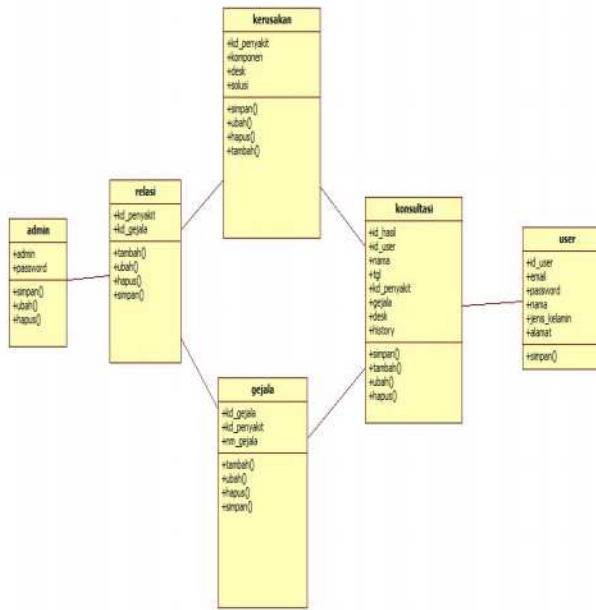 kerusakan
+kd_penyakit
+komponen
+desk
+solusi
+simpan()
+ubah()
+hapus()
+tambah()
relasi
+kd_penyakit
+kd_gejala
+tambah()
+ubah()
+hapus()
+simpan()
admin
+admin
+password
+simpan()
+ubah()
+hapus()
konsultasi
+id_hasil
+id_user
+nama
+tgl
+kd_penyakit
+gejala
+desk
+history
+simpan()
+tambah()
+ubah()
+hapus()
user
+id_user
+email
+password
+nama
+jenis_kelamin
+alamat
+simpan()
gejala
+kd_gejala
+kd_penyakit
+nm_gejala
+tambah()
+ubah()
+hapus()
+simpan()